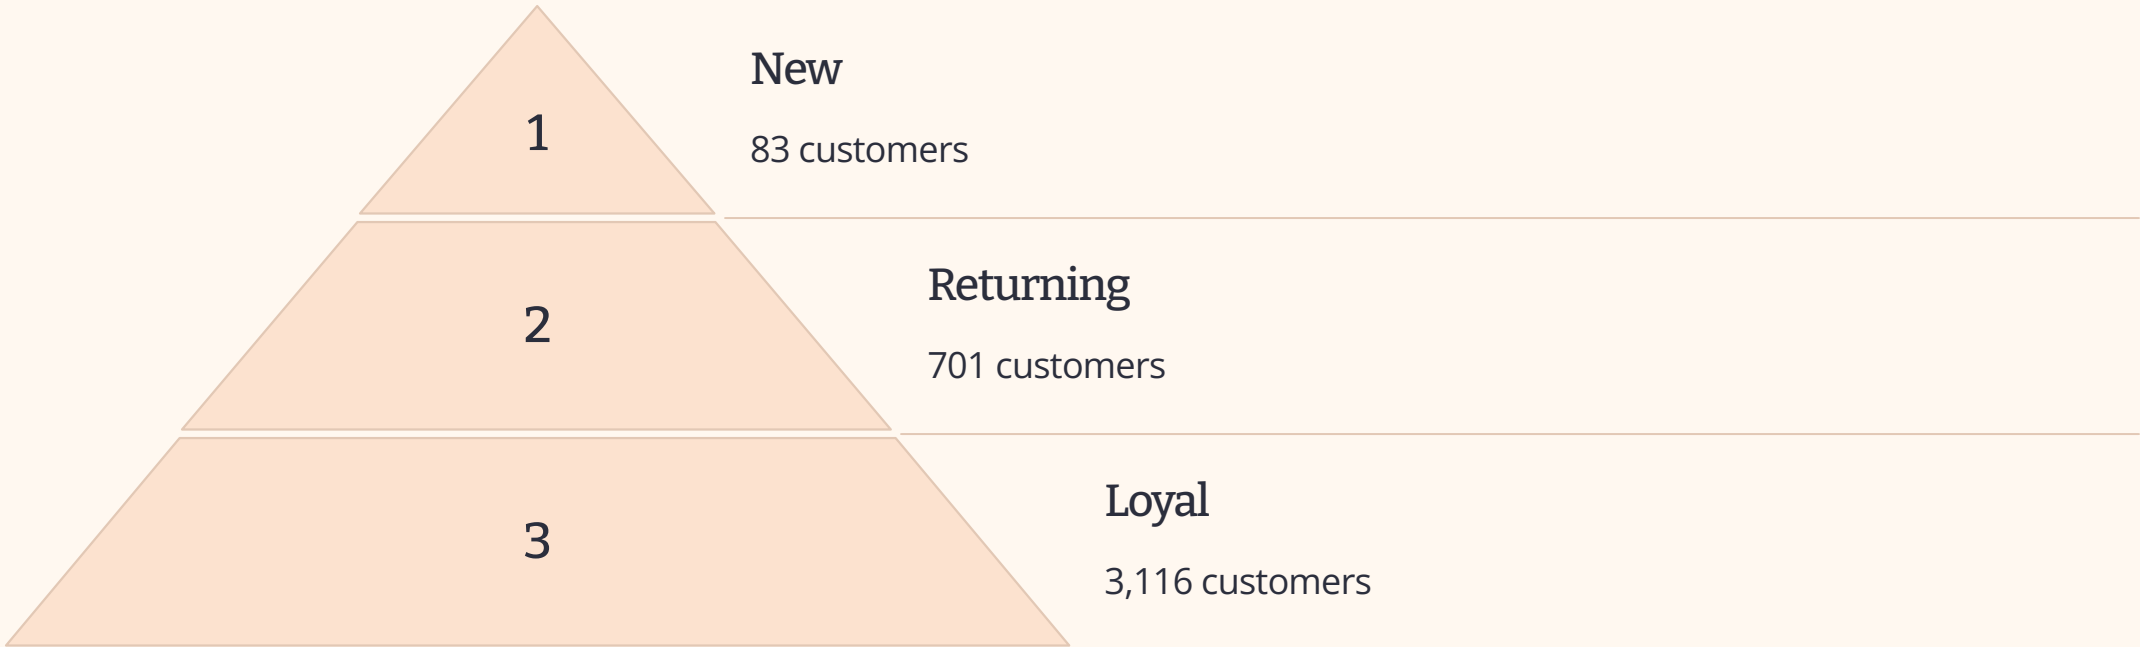 1
New
83 customers
2
Returning
701 customers
3
Loyal
3,116 customers